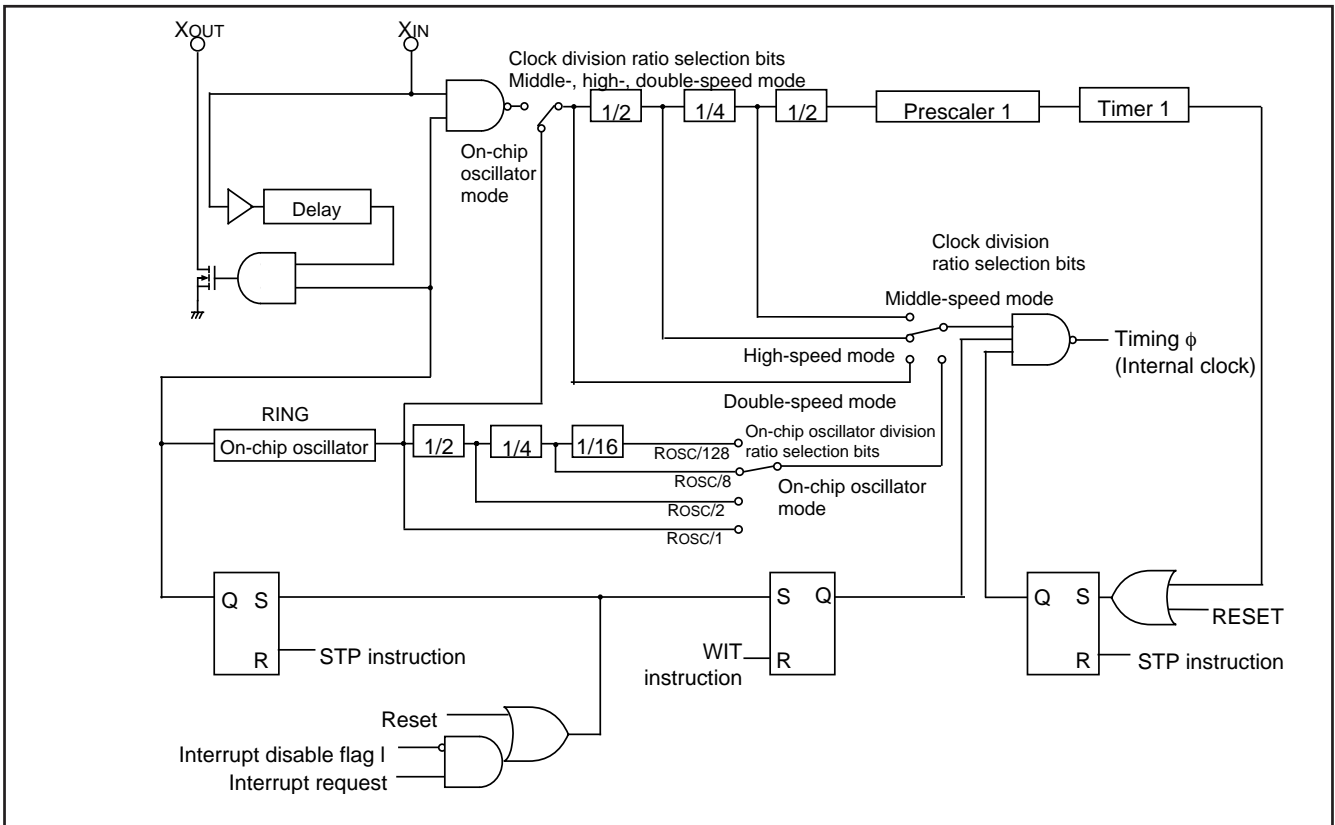 XOUT
XIN
Clock division ratio selection bits
Middle-, high-, double-speed mode
1/2
1/4
1/2
Prescaler 1
Timer 1
On-chip
oscillator
mode
Delay
Clock division
ratio selection bits
Middle-speed mode
High-speed mode
Timing ϕ
(Internal clock)
Double-speed mode
RING
On-chip oscillator
1/2
1/4
1/16
ROSC/128
On-chip oscillator division
ratio selection bits
ROSC/8
On-chip oscillator
mode
ROSC/2
ROSC/1
Q S
R
STP instruction
S Q
R
WIT
instruction
Q S
R
RESET
STP instruction
Reset
Interrupt disable flag I
Interrupt request